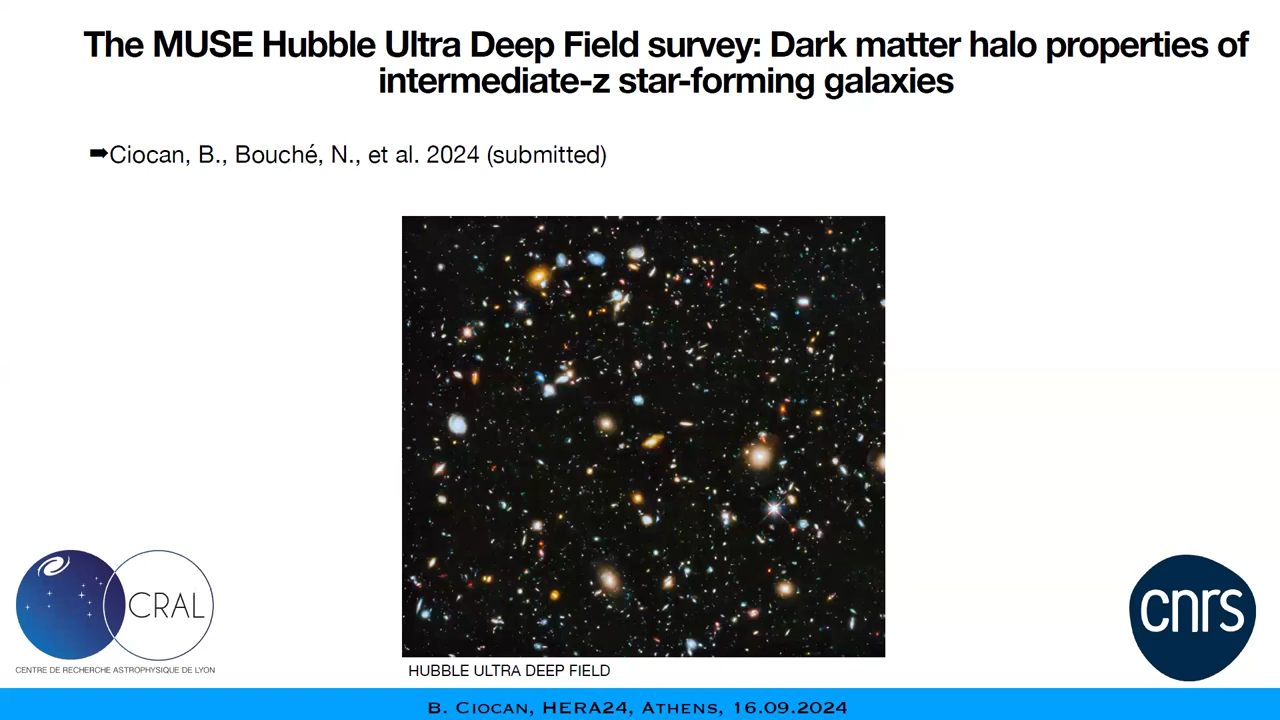 The MUSE Hubble Ultra Deep Field survey: Dark matter halo properties of
intermediate-z star-forming galaxies
➡Ciocan, B., Bouché, N., et al. 2024 (submitted)
CRAL
CENTRE DE RECHERCHE ASTROPHYSIQUE DE LYON
HUBBLE ULTRA DEEP FIELD
cnrs
B. Ciocan, HERA24, Athens, 16.09.2024